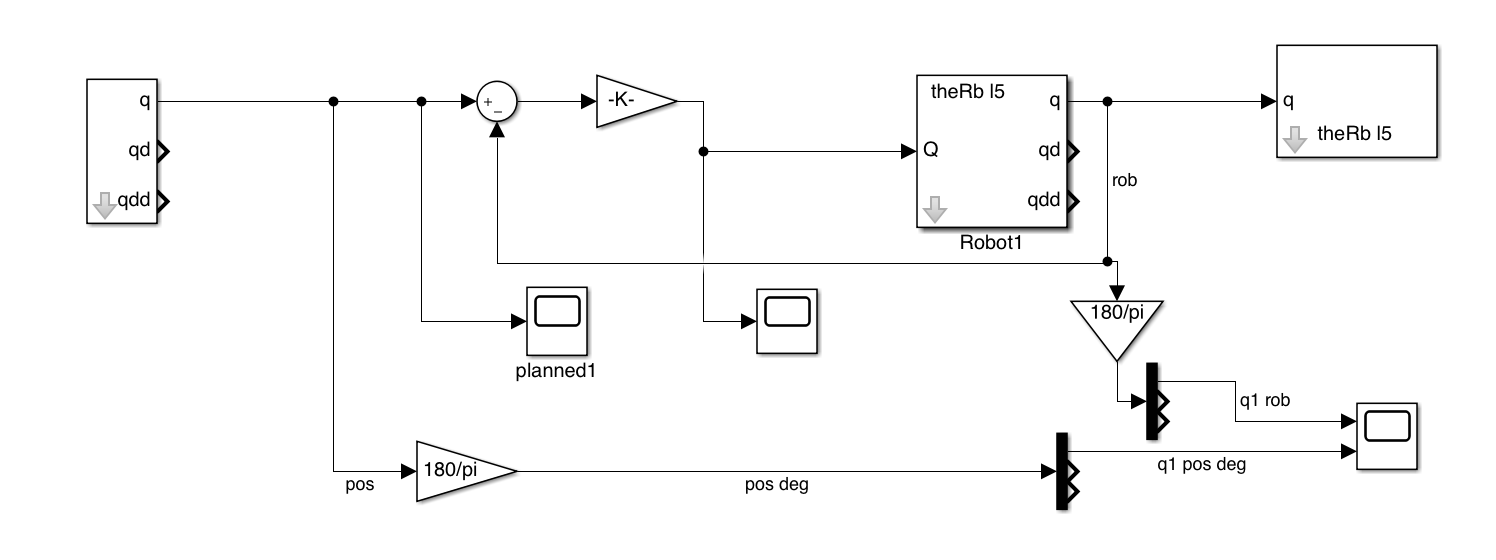 q
qd
qdd
+
_
-K-
theRb l5
q
Q
qd
qdd
Robot1
q
theRb l5
rob
planned1
180/pi
q1 rob
180/pi
pos
pos deg
q1 pos deg